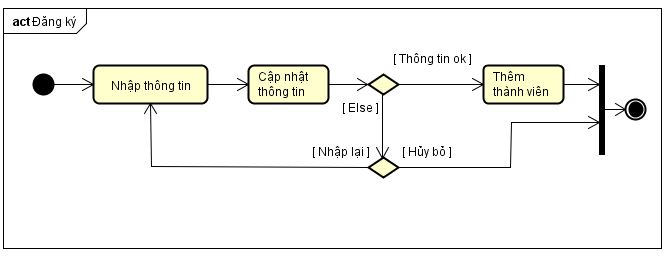 act Đăng ký
[ Thông tin ok ]
Nhập thông tin
Cập nhật
thông tin
Thêm
thành viên
[ Else ]
[ Nhập lại ]
[ Hủy bỏ ]